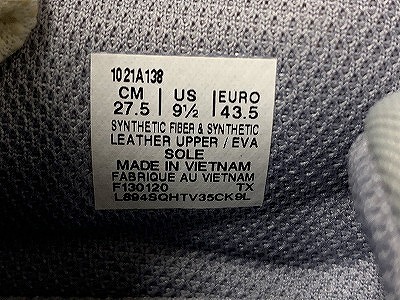 1021A138
CM US EURO
27.5 9½ 43.5
SYNTHETIC FIBER & SYNTHETIC
LEATHER UPPER / EVA
SOLE
MADE IN VIETNAM
FABRIQUE AU VIETNAM
F130120 TX
L894SQHTV35CK9L